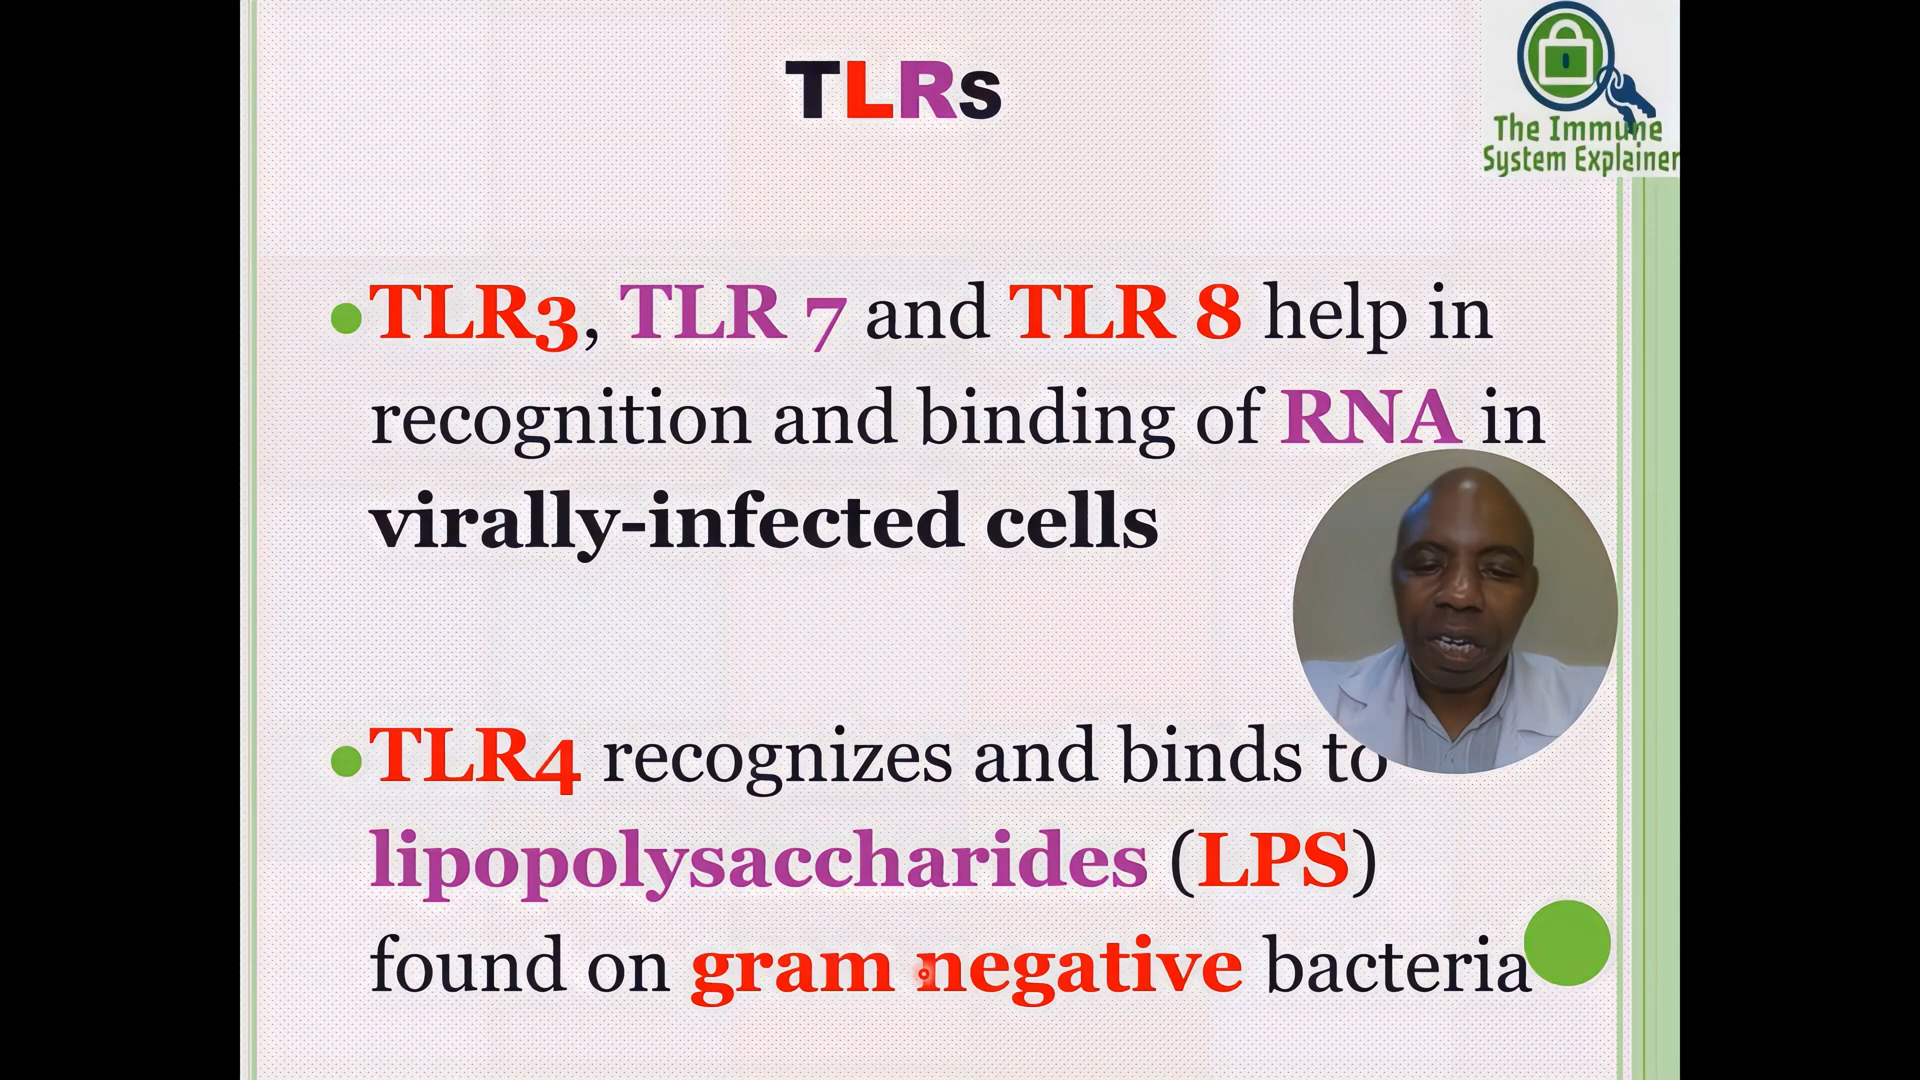 TLRs
The Immune
System Explainer
TLR3, TLR 7 and TLR 8 help in
recognition and binding of RNA in
virally-infected cells
TLR4 recognizes and binds to
lipopolysaccharides (LPS)
found on gram negative bacteria